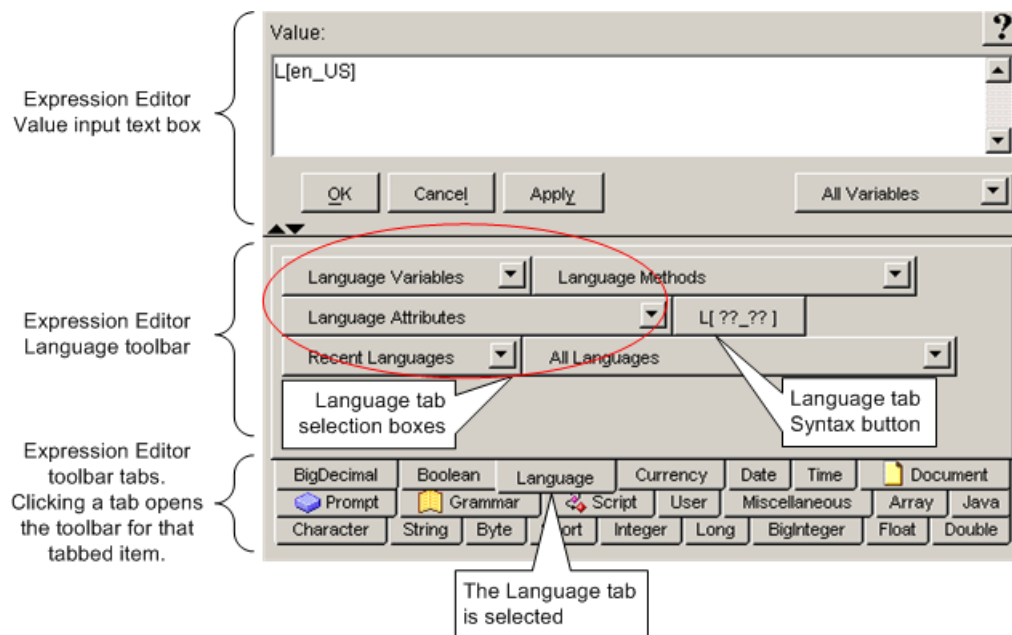 Value:
?
L[en_US]
Expression Editor
Value input text box
OK Cancel Apply All Variables
Language Variables Language Methods
Language Attributes L[ ??_?? ]
Recent Languages All Languages
Expression Editor
Language toolbar
Language tab
selection boxes
Language tab
Syntax button
Expression Editor
toolbar tabs.
Clicking a tab opens
the toolbar for that
tabbed item.
BigDecimal Boolean Language Currency Date Time Document
Prompt Grammar Script User Miscellaneous Array Java
Character String Byte Integer Long BigInteger Float Double
The Language tab
is selected